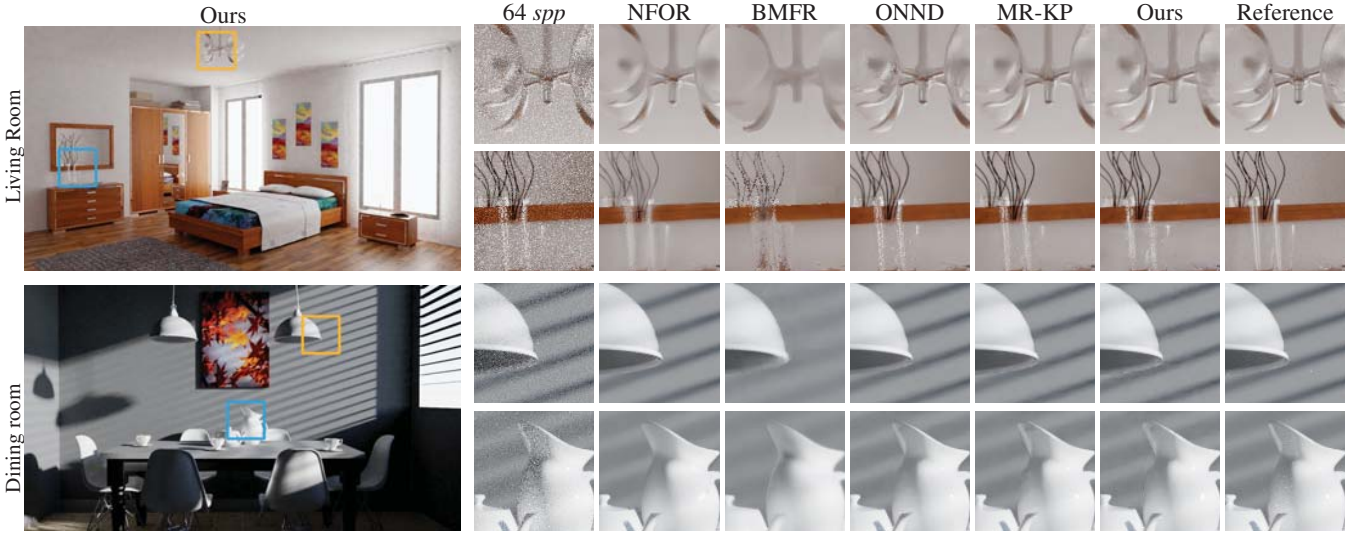 Ours 64 spp NFOR BMFR ONND MR-KP Ours Reference
Living Room
Dining room